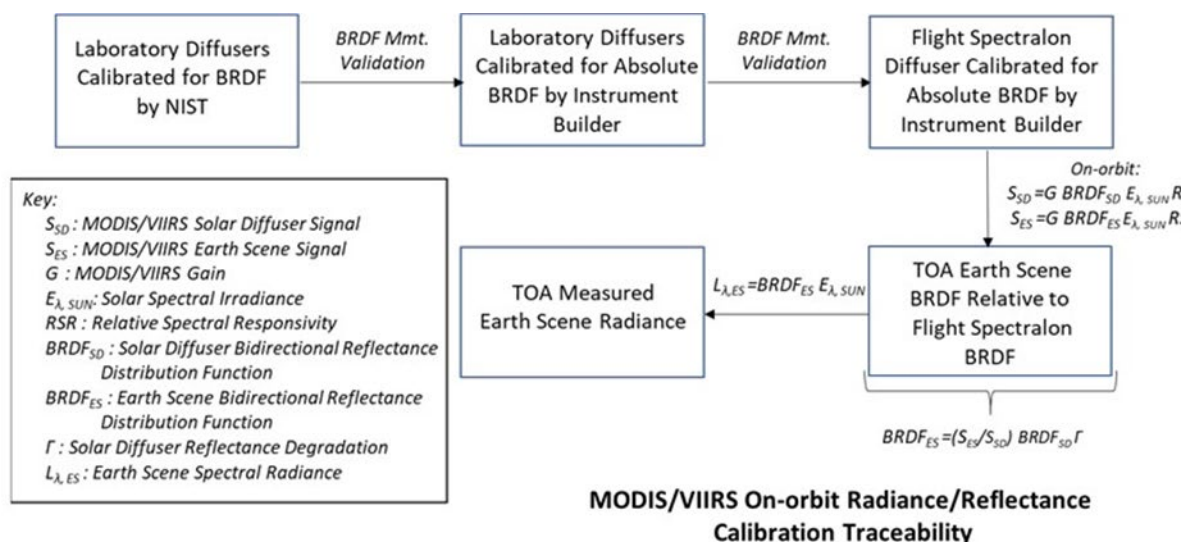 Laboratory Diffusers
Calibrated for BRDF
by NIST
BRDF Mmt.
Validation
Laboratory Diffusers
Calibrated for Absolute
BRDF by Instrument
Builder
BRDF Mmt.
Validation
Flight Spectralon
Diffuser Calibrated for
Absolute BRDF by
Instrument Builder
On-orbit:
S_SD=G BRDF_SD E_λ, SUN R
S_ES=G BRDF_ES E_λ, SUN R
Key:
S_SD : MODIS/VIIRS Solar Diffuser Signal
S_ES : MODIS/VIIRS Earth Scene Signal
G : MODIS/VIIRS Gain
E_λ, SUN: Solar Spectral Irradiance
RSR : Relative Spectral Responsivity
BRDF_SD : Solar Diffuser Bidirectional Reflectance
Distribution Function
BRDF_ES : Earth Scene Bidirectional Reflectance
Distribution Function
Γ : Solar Diffuser Reflectance Degradation
L_λ, ES : Earth Scene Spectral Radiance
TOA Measured
Earth Scene Radiance
L_λ,ES=BRDF_ES E_λ, SUN
TOA Earth Scene
BRDF Relative to
Flight Spectralon
BRDF
BRDF_ES=(S_ES/S_SD) BRDF_SD Γ
MODIS/VIIRS On-orbit Radiance/Reflectance
Calibration Traceability